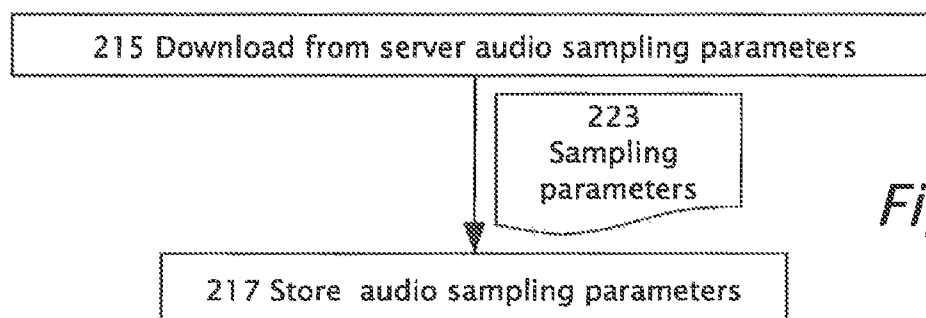 215 Download from server audio sampling parameters
223
Sampling
parameters
217 Store audio sampling parameters